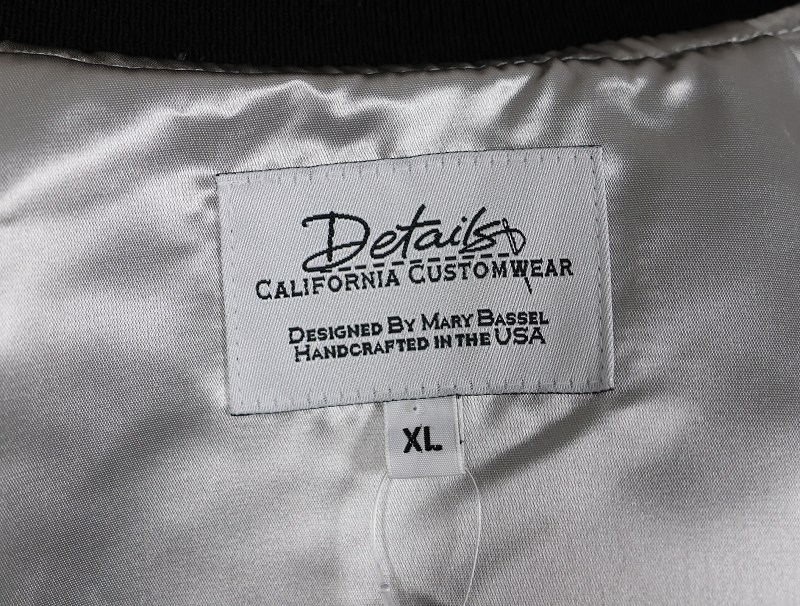 Details
CALIFORNIA CUSTOMWEAR
DESIGNED BY MARY BASSEL
HANDCRAFTED IN THE USA
XL